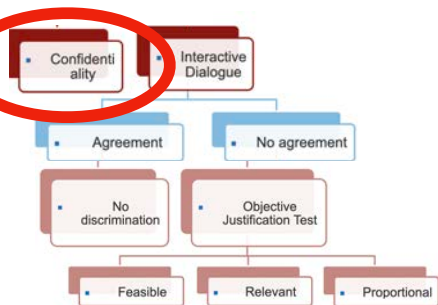 Confidenti
ality
Interactive
Dialogue
Agreement
No agreement
No
discrimination
Objective
Justification Test
Feasible
Relevant
Proportional